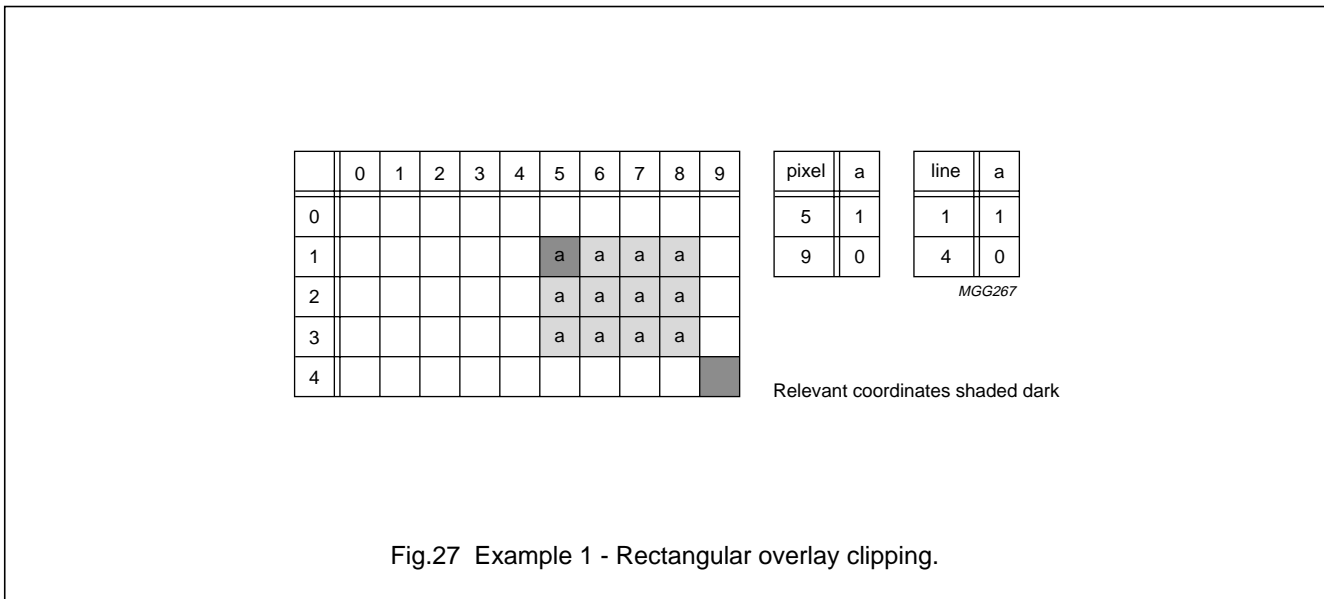 0 1 2 3 4 5 6 7 8 9
0
1 a a a a
2 a a a a
3 a a a a
4
pixel a
5 1
9 0
line a
1 1
4 0
MGG267
Relevant coordinates shaded dark
Fig.27 Example 1 - Rectangular overlay clipping.